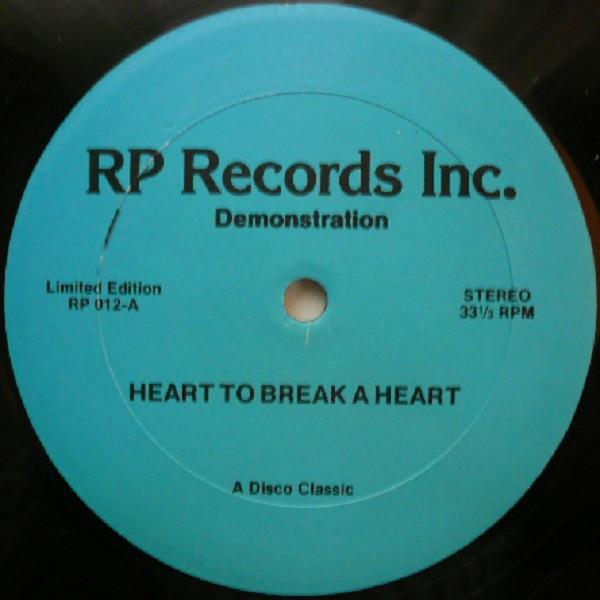 RP Records Inc.
Demonstration
Limited Edition
RP 012-A
STEREO
33⅓ RPM
HEART TO BREAK A HEART
A Disco Classic